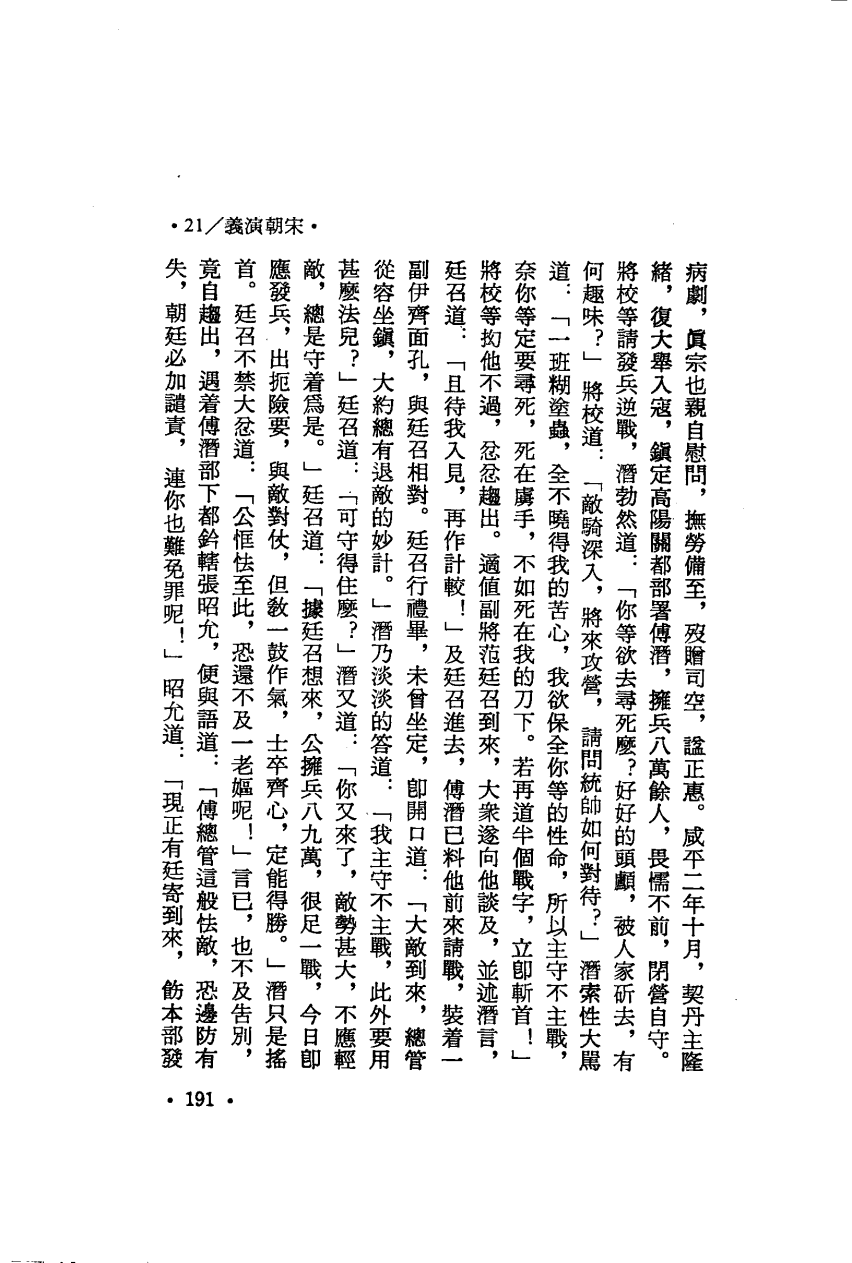 ·21/義演朝宋·
病劇，眞宗也親自慰問，撫勞備至，歿贈司空，諡正惠。咸平二年十月，契丹主隆
緒，復大舉入寇，鎭定高陽關都部署傅潛，擁兵八萬餘人，畏懦不前，閉營自守。
將校等請發兵逆戰，潛勃然道：「你等欲去尋死麼？好好的頭顱，被人家斫去，有
何趣味？」將校道：「敵騎深入，將來攻營，請問統帥如何對待？」潛索性大罵
道：「一班糊塗蟲，全不曉得我的苦心，我欲保全你等的性命，所以主守不主戰，
奈你等定要尋死，死在虜手，不如死在我的刀下。若再道半個戰字，立卽斬首！」
將校等拗他不過，忿忿趨出。適値副將范廷召到來，大衆遂向他談及，並述潛言，
廷召道：「且待我入見，再作計較！」及廷召進去，傅潛已料他前來請戰，裝着一
副伊齊面孔，與廷召相對。廷召行禮畢，未曾坐定，卽開口道：「大敵到來，總管
從容坐鎭，大約總有退敵的妙計。」潛乃淡淡的答道：「我主守不主戰，此外要用
甚麼法兒？」廷召道：「可守得住麼？」潛又道：「你又來了，敵勢甚大，不應輕
敵，總是守着爲是。」廷召道：「據廷召想來，公擁兵八九萬，很足一戰，今日卽
應發兵，出扼險要，與敵對仗，但敎一鼓作氣，士卒齊心，定能得勝。」潛只是搖
首。廷召不禁大忿道：「公恇怯至此，恐還不及一老嫗呢！」言已，也不及告別，
竟自趨出，遇着傅潛部下都鈐轄張昭允，便與語道：「傅總管這般怯敵，恐邊防有
失，朝廷必加譴責，連你也難免罪呢！」昭允道：「現正有廷寄到來，飭本部發
·191·